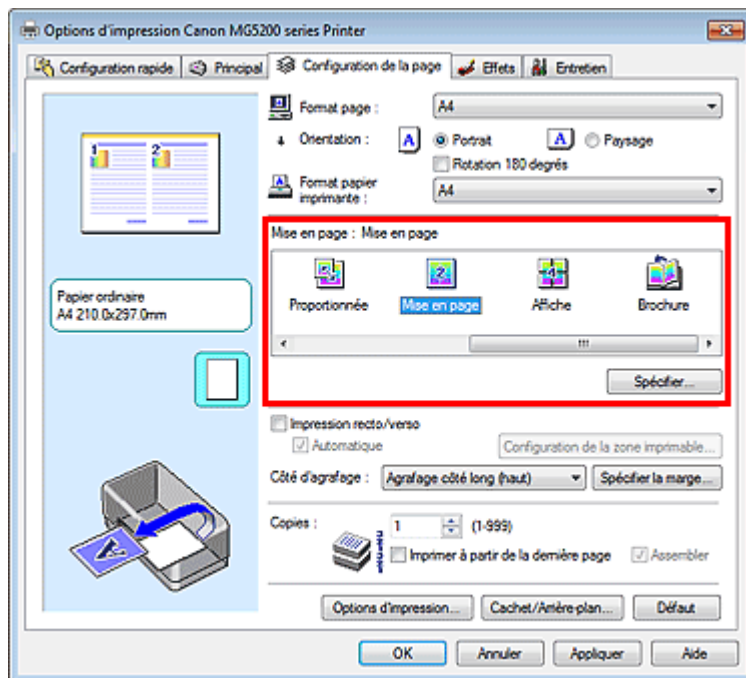 Options d'impression Canon MG5200 series Printer
Configuration rapide Principal Configuration de la page Effets Entretien
Format page : A4
Orientation : A Portrait A Paysage
Rotation 180 degrés
Format papier
imprimante : A4
1 2
Mise en page : Mise en page
Proportionnée Mise en page Affiche Brochure
Papier ordinaire
A4 210.0x297.0mm
Spécifier...
Impression recto/verso
Automatique Configuration de la zone imprimable...
Côté d'agrafage : Agrafage côté long (haut) Spécifier la marge...
Copies : 1 (1-999)
Imprimer à partir de la dernière page Assembler
Options d'impression... Cachet/Arrière-plan... Défaut
OK Annuler Appliquer Aide